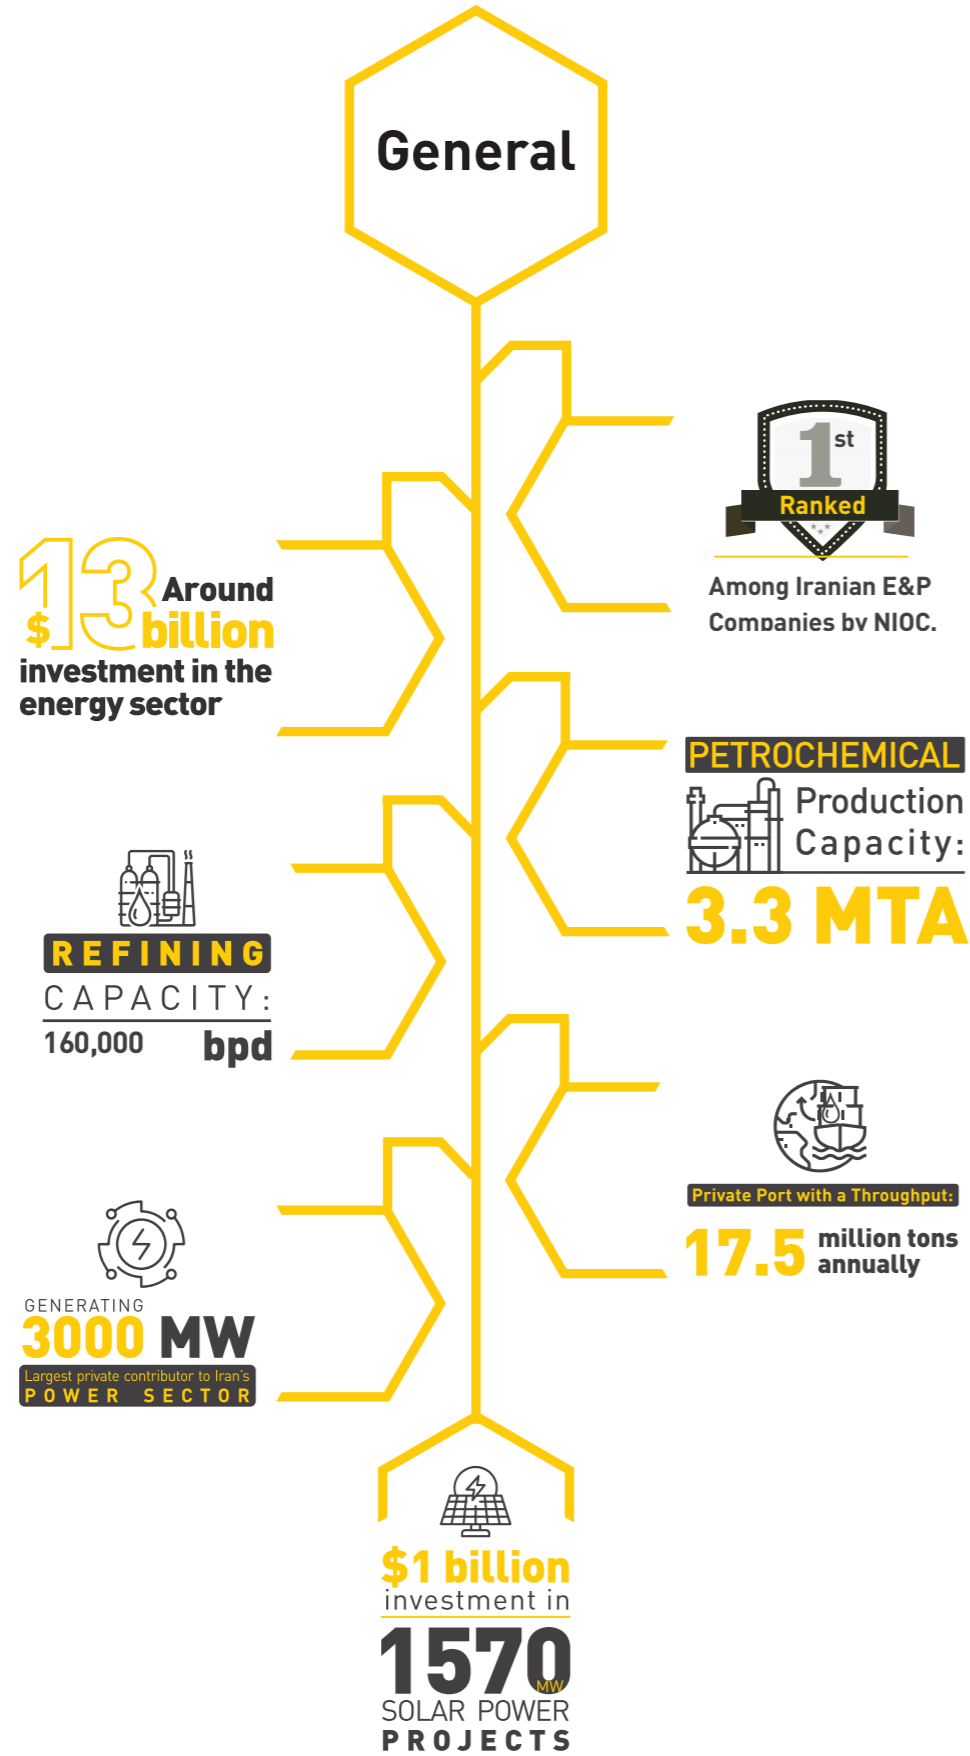 General
1st
Ranked
Among Iranian E&P
Companies by NIOC.
$13 Around
billion
investment in the
energy sector
PETROCHEMICAL
Production
Capacity:
3.3 MTA
REFINING
CAPACITY:
160,000 bpd
Private Port with a Throughput:
17.5 million tons
annually
GENERATING
3000 MW
Largest private contributor to Iran's
POWER SECTOR
$1 billion
investment in
1570
MW
SOLAR POWER
PROJECTS